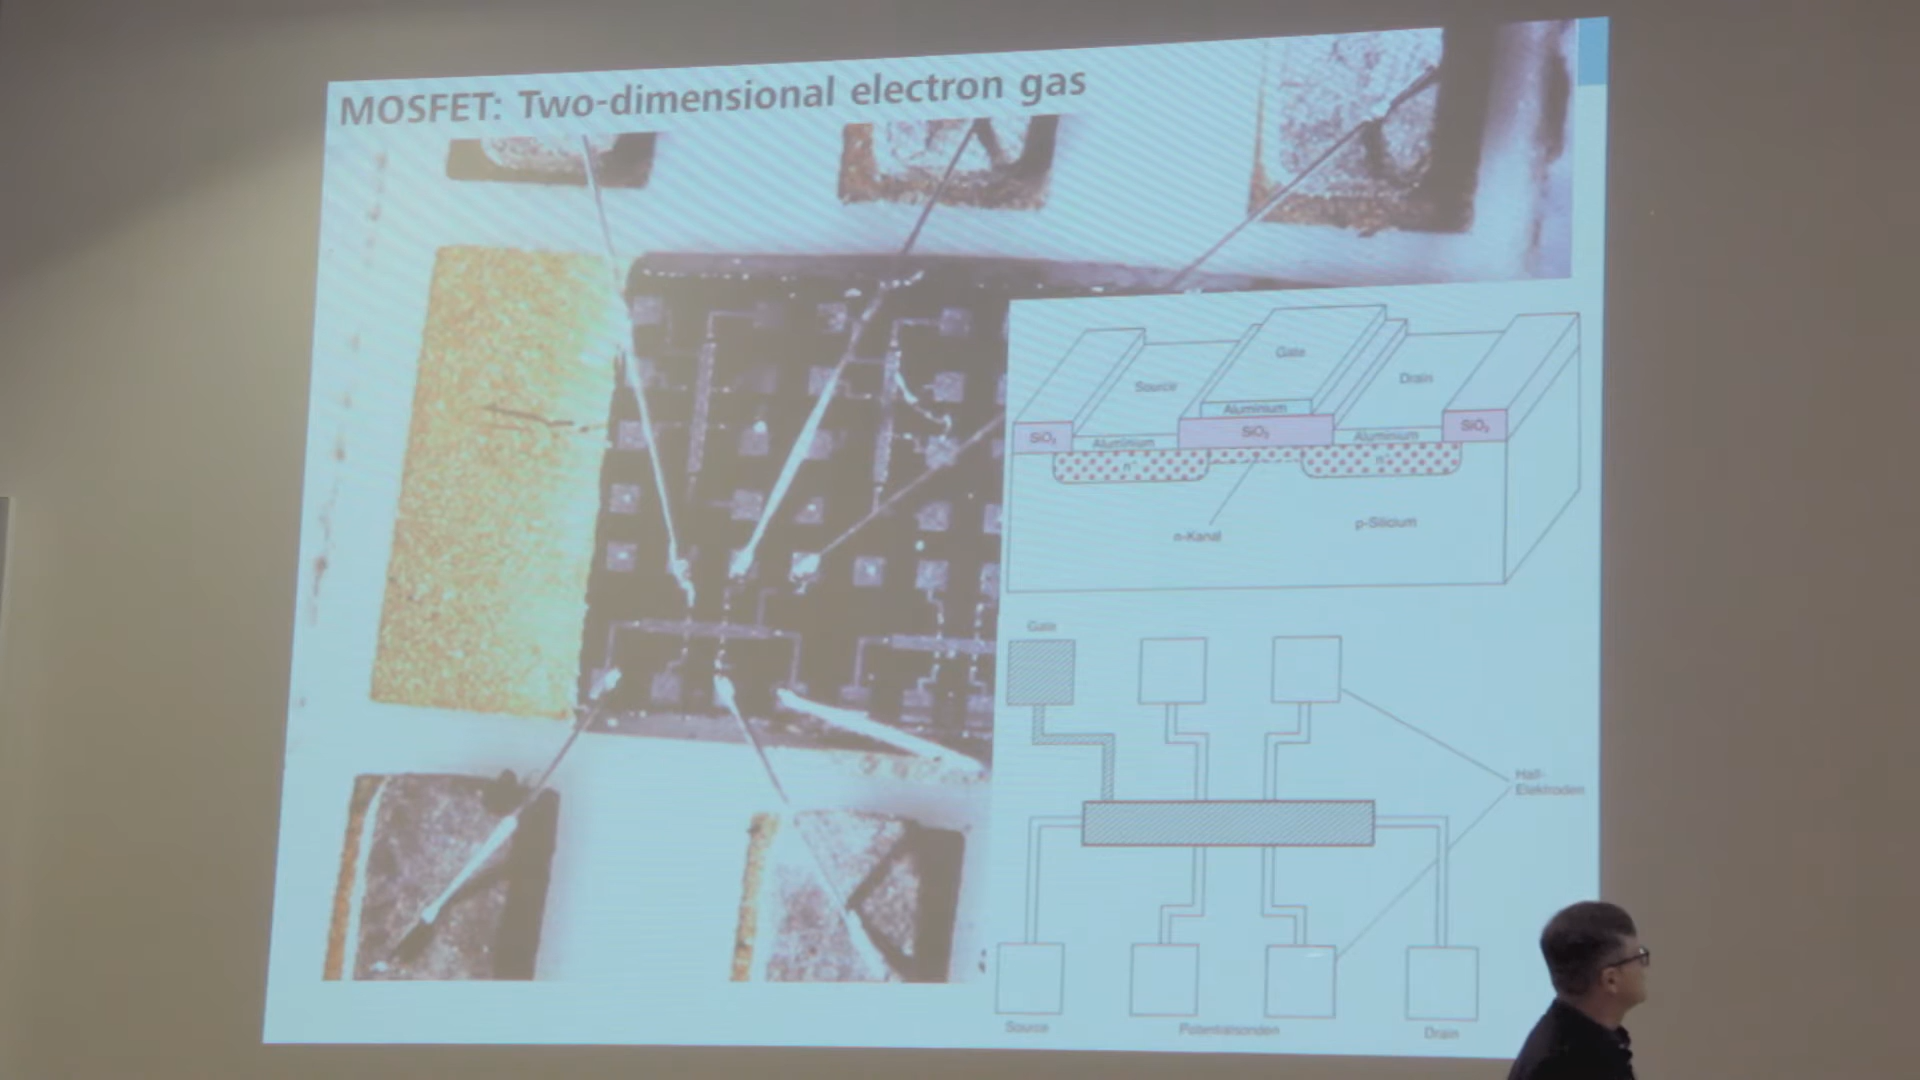 MOSFET: Two-dimensional electron gas
Gate
Source
Drain
Aluminium
SiO₂
SiO₂
SiO₂
Aluminium
Aluminium
n⁺
n⁺
n-Kanal
p-Silicium
Gate
Hall-
Elektroden
Source
Potentialsonden
Drain